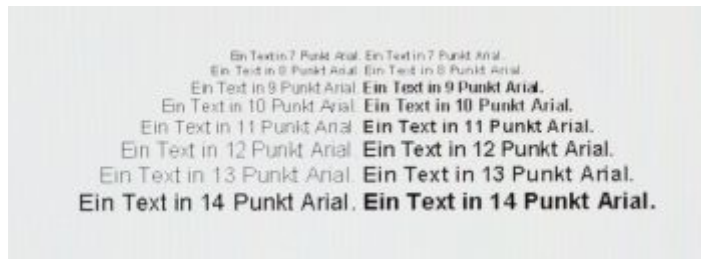 Ein Text in 7 Punkt Arial. Ein Text in 7 Punkt Arial.
Ein Text in 8 Punkt Arial. Ein Text in 8 Punkt Arial.
Ein Text in 9 Punkt Arial. Ein Text in 9 Punkt Arial.
Ein Text in 10 Punkt Arial. Ein Text in 10 Punkt Arial.
Ein Text in 11 Punkt Arial. Ein Text in 11 Punkt Arial.
Ein Text in 12 Punkt Arial. Ein Text in 12 Punkt Arial.
Ein Text in 13 Punkt Arial. Ein Text in 13 Punkt Arial.
Ein Text in 14 Punkt Arial. Ein Text in 14 Punkt Arial.